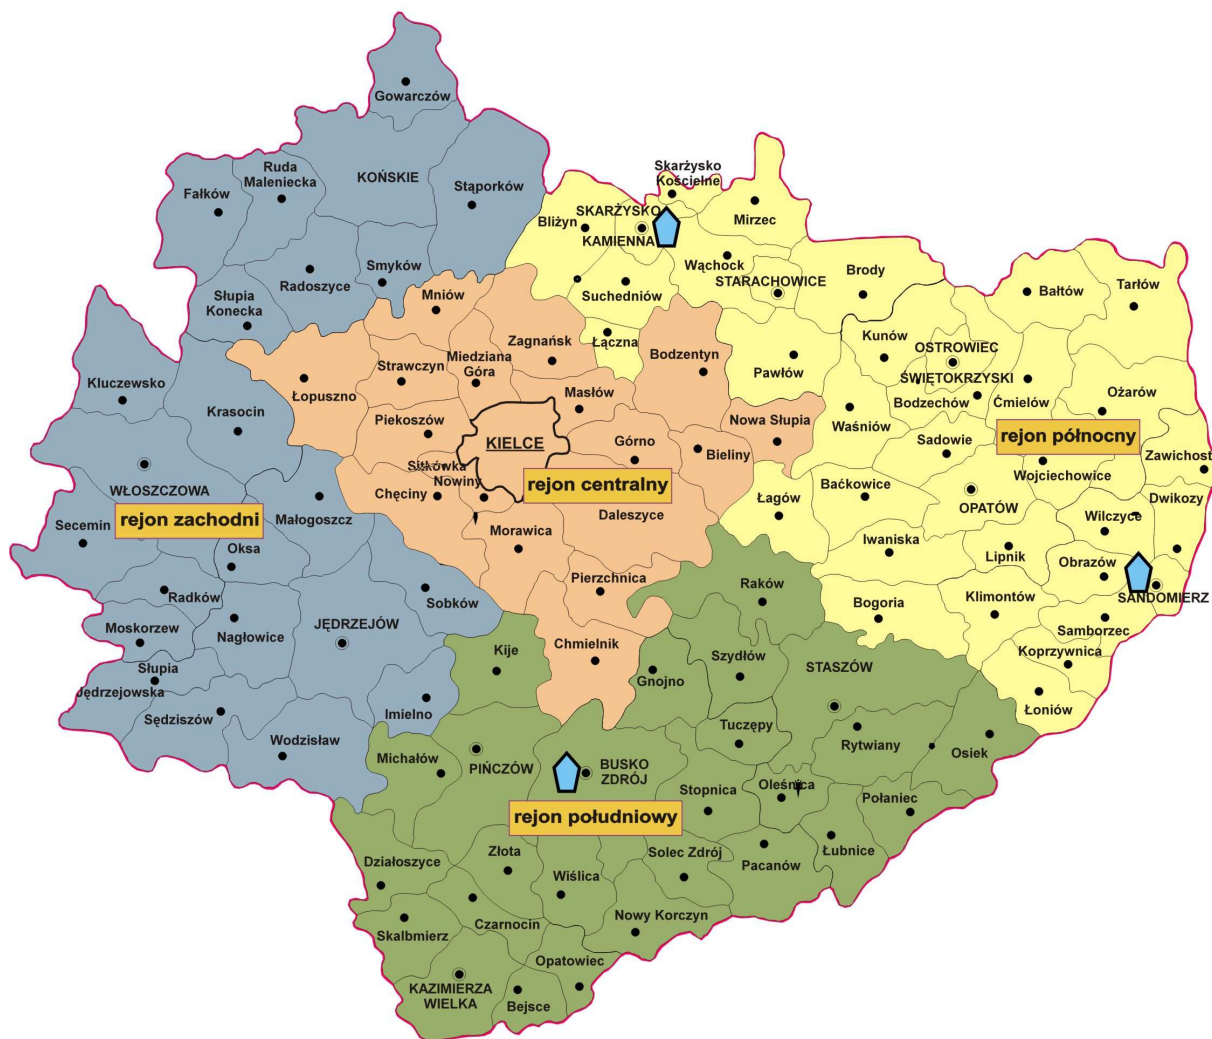 Gowarczów
Ruda
Maleniecka
KOŃSKIE
Fałków
Stąporków
Smyków
Radoszyce
Słupia
Konecka
Skarżysko
Kościelne
SKARŻYSKO
KAMIENNA
Bliżyn
Mirzec
Wąchock
STARACHOWICE
Suchedniów
Brody
Łączna
Bałtów
Tarłów
Kunów
OSTROWIEC
ŚWIĘTOKRZYSKI
Bodzechów
Ćmielów
Ożarów
Pawłów
Waśniów
Sadowie
rejon północny
Wojciechowice
Zawichost
Dwikozy
Baćkowice
OPATÓW
Wilczyce
Łagów
Iwaniska
Lipnik
Obrazów
SANDOMIERZ
Bogoria
Klimontów
Samborzec
Koprzywnica
Łoniów
Mniów
Zagnańsk
Miedziana
Góra
Strawczyn
Bodzentyn
Łopuszno
Masłów
Piekoszów
KIELCE
Nowa Słupia
Górno
Bieliny
Sitkówka
Nowiny
Chęciny
rejon centralny
Daleszyce
Morawica
Pierzchnica
Chmielnik
Kluczewsko
Krasocin
WŁOSZCZOWA
rejon zachodni
Małogoszcz
Secemin
Oksa
Radków
Sobków
Moskorzew
Nagłowice
JĘDRZEJÓW
Słupia
Jędrzejowska
Sędziszów
Imielno
Wodzisław
Raków
Kije
Szydłów
STASZÓW
Gnojno
Tuczępy
Rytwiany
Osiek
Michałów
PIŃCZÓW
BUSKO
ZDRÓJ
Stopnica
Oleśnica
Połaniec
rejon południowy
Łubnice
Pacanów
Solec Zdrój
Złota
Działoszyce
Wiślica
Nowy Korczyn
Czarnocin
Skalbmierz
Opatowiec
KAZIMIERZA
WIELKA
Bejsce